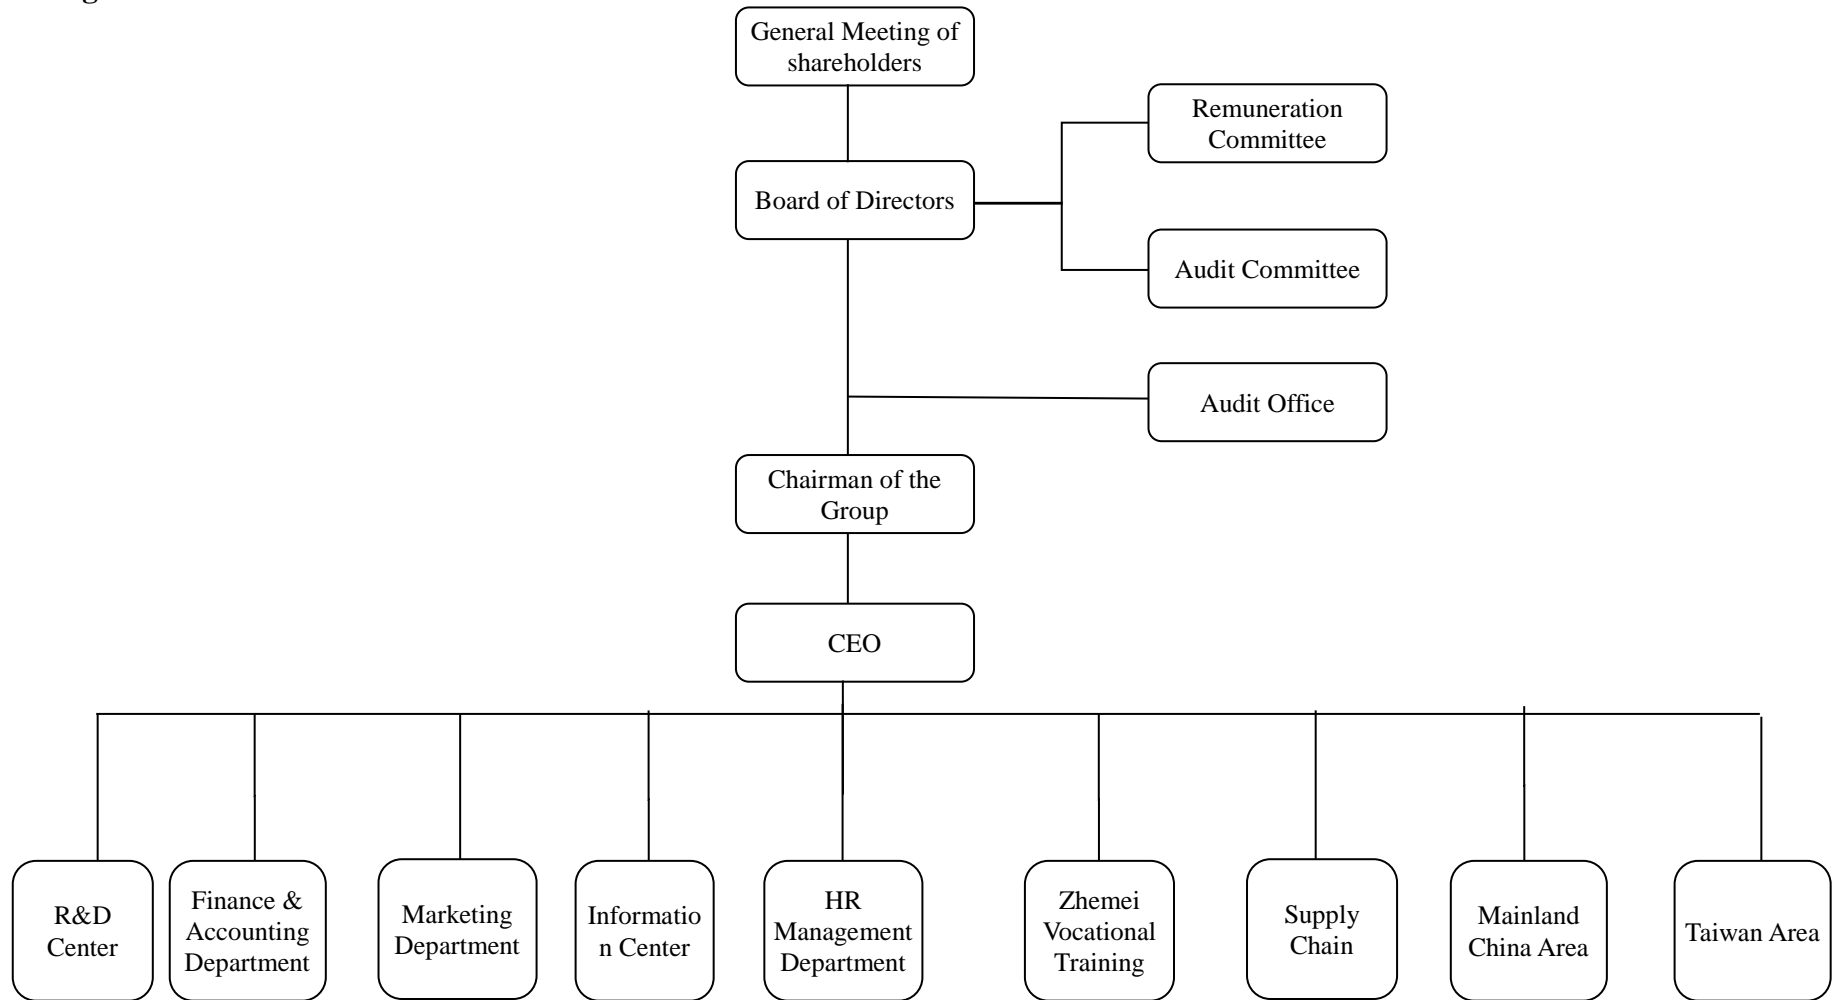 General Meeting of
shareholders
Remuneration
Committee
Board of Directors
Audit Committee
Audit Office
Chairman of the
Group
CEO
R&D
Center
Finance &
Accounting
Department
Marketing
Department
Informatio
n Center
HR
Management
Department
Zhemei
Vocational
Training
Supply
Chain
Mainland
China Area
Taiwan Area